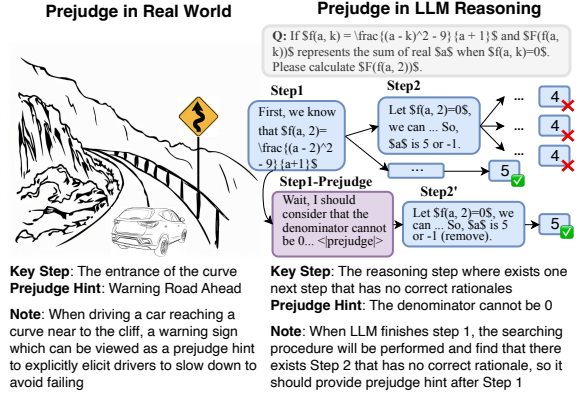 Prejudice in Real World
Prejudice in LLM Reasoning
Q: If $f(a, k) = \frac{(a - k)^2 - 9}{a + 1}$ and $F(f(a,
k))$ represents the sum of real $a$ when $f(a, k)=0$.
Please calculate $F(f(a, 2))$.
Step1
First, we know
that $f(a, 2)=
\frac{(a - 2)^2
- 9}{a+1}$
Step2
Let $f(a, 2)=0$,
we can ... So,
$a$ is 5 or -1.
... 4
... 4
... 4
... 5
Step1-Prejudge
Wait, I should
consider that the
denominator cannot
be 0... <|prejudge|>
Step2'
Let $f(a, 2)=0$, we
can ... So, $a$ is 5
or -1 (remove).
5
Key Step: The entrance of the curve
Prejudge Hint: Warning Road Ahead
Note: When driving a car reaching a
curve near to the cliff, a warning sign
which can be viewed as a prejudge hint
to explicitly elicit drivers to slow down to
avoid failing
Key Step: The reasoning step where exists one
next step that has no correct rationales
Prejudge Hint: The denominator cannot be 0
Note: When LLM finishes step 1, the searching
procedure will be performed and find that there
exists Step 2 that has no correct rationale, so it
should provide prejudge hint after Step 1